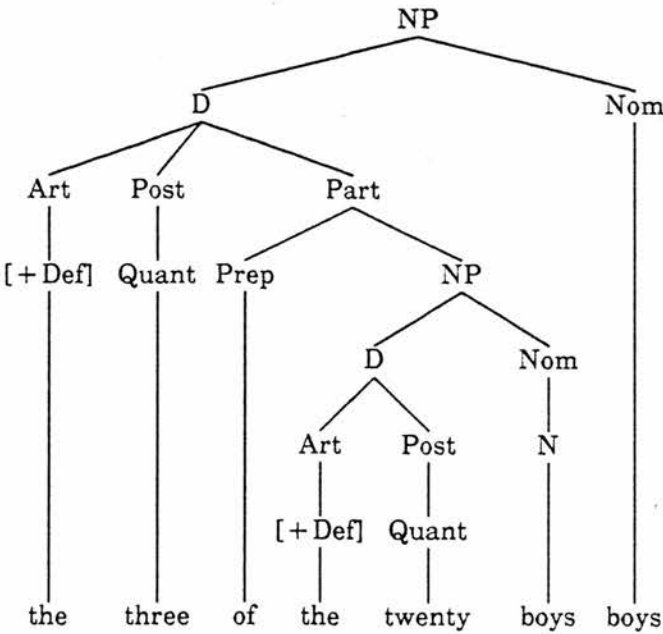 NP
D Nom
Art Post Part
[+Def] Quant Prep NP
D Nom
Art Post N
[+Def] Quant
the three of the twenty boys boys